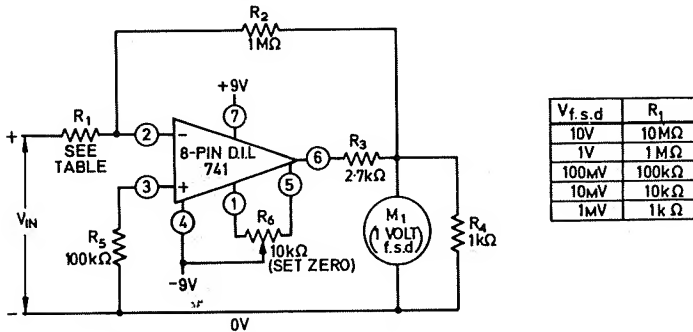 R2
1MΩ
+9V
7
R1
SEE
TABLE
2
−
8-PIN D.I.L
741
6
R3
2·7kΩ
3
+
5
1
R6
4
10kΩ
(SET ZERO)
−9V
M1
(1 VOLT)
f.s.d
R4
1kΩ
+
VIN
−
R5
100kΩ
0V
Vf.s.d R1
10V 10MΩ
1V 1MΩ
100mV 100kΩ
10mV 10kΩ
1mV 1kΩ